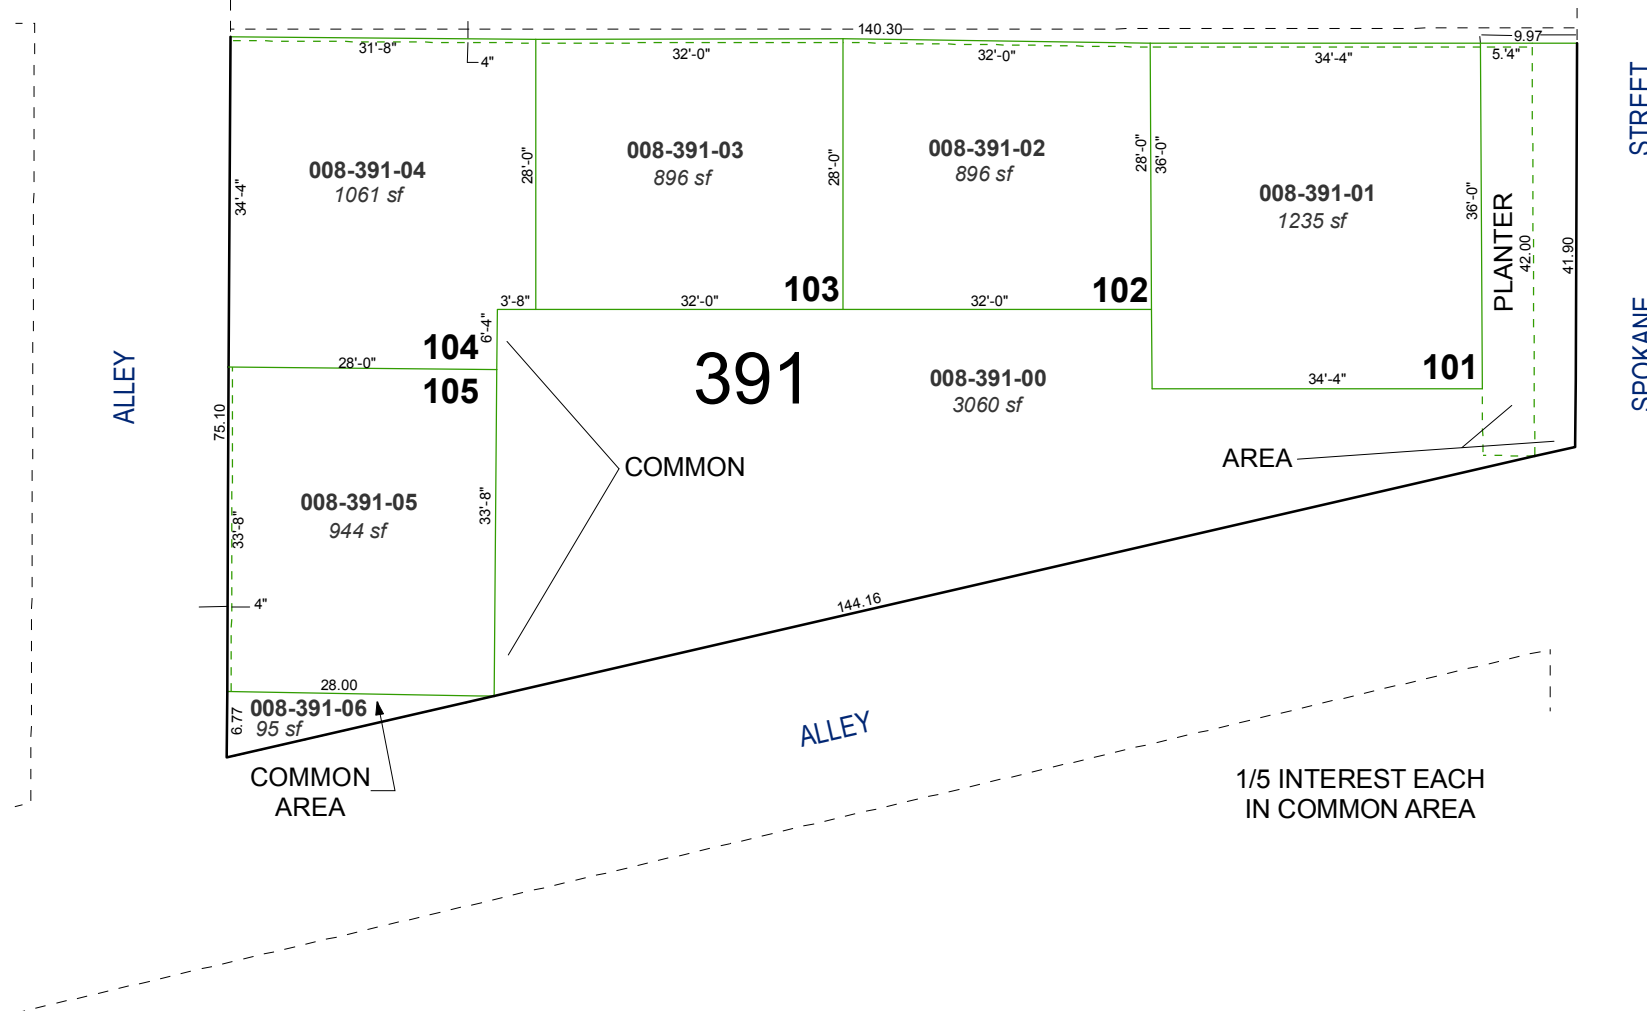 140.30
9.97
31'-8"
4"
32'-0"
32'-0"
34'-4"
5.'4"
STREET
008-391-04
1061 sf
008-391-03
896 sf
008-391-02
896 sf
008-391-01
1235 sf
34'-4"
28'-0"
28'-0"
28'-0"
36'-0"
36'-0"
PLANTER
42.00
41.90
SPOKANE
103
102
3'-8"
32'-0"
32'-0"
6'-4"
104
28'-0"
105
391
008-391-00
3060 sf
34'-4"
101
ALLEY
75.10
COMMON
AREA
008-391-05
944 sf
33'-8"
33'-8"
4"
144.16
28.00
008-391-06
95 sf
6.77
ALLEY
COMMON
AREA
1/5 INTEREST EACH
IN COMMON AREA